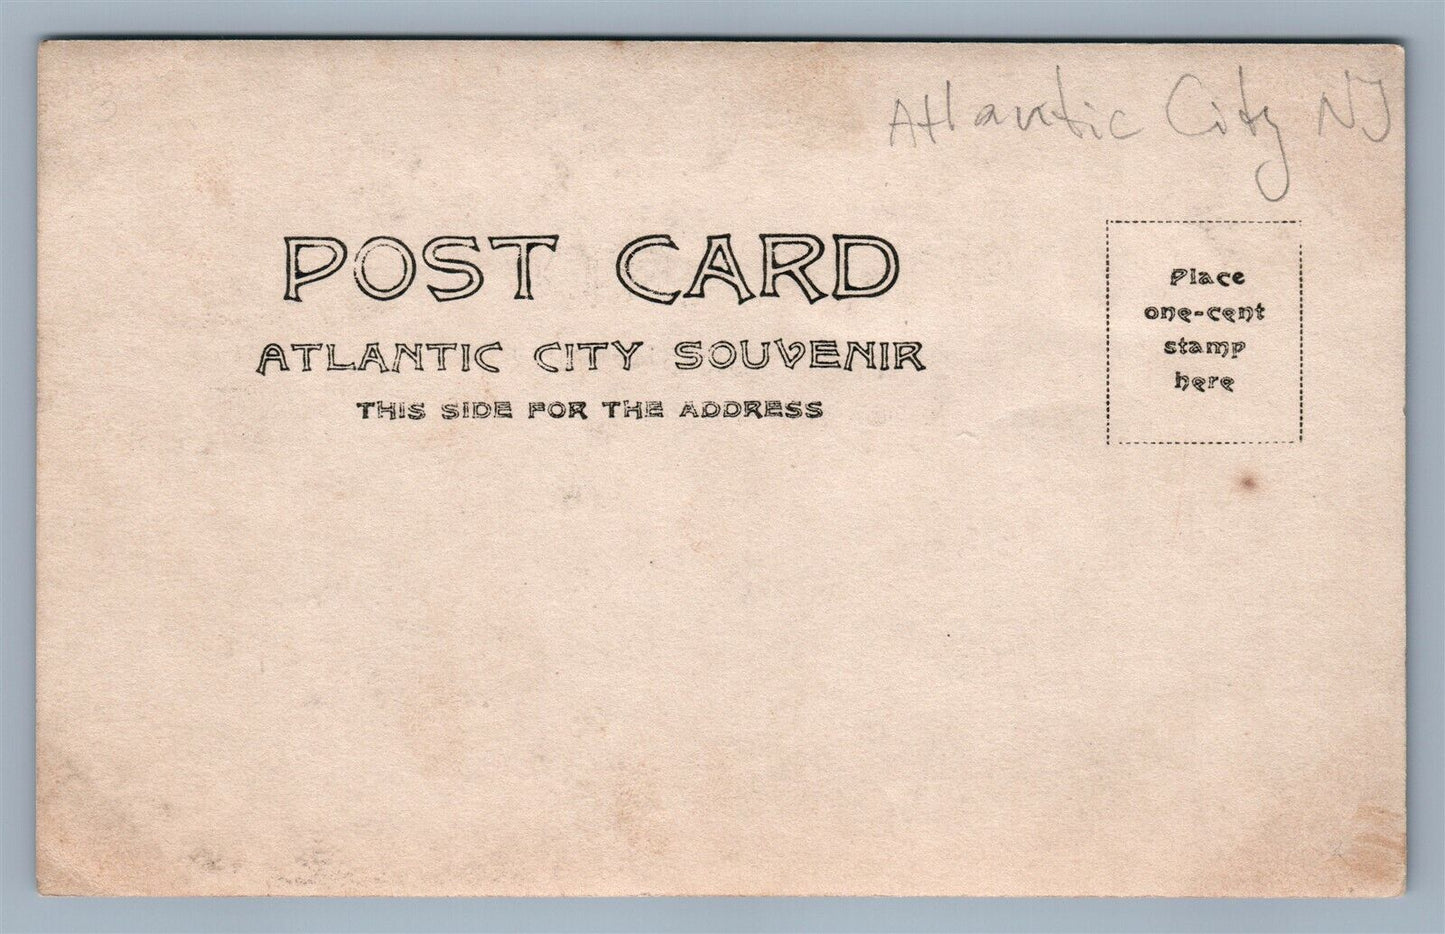 Atlantic City NJ
POST CARD
ATLANTIC CITY SOUVENIR
THIS SIDE FOR THE ADDRESS
Place
one-cent
stamp
here